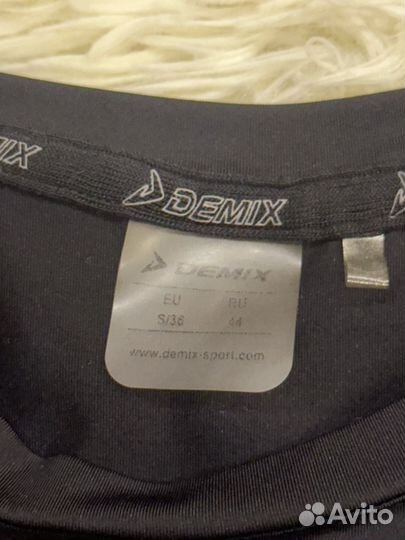 DEMIX
DEMIX
DEMIX
EU RU
S/36 44
www.demix-sport.com
Avito